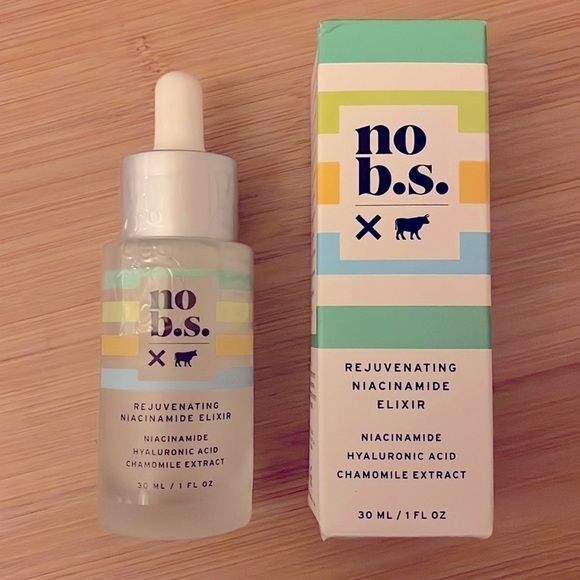 no
b.s.
REJUVENATING
NIACINAMIDE ELIXIR
NIACINAMIDE
HYALURONIC ACID
CHAMOMILE EXTRACT
30 ML / 1 FL OZ
no
b.s.
REJUVENATING
NIACINAMIDE
ELIXIR
NIACINAMIDE
HYALURONIC ACID
CHAMOMILE EXTRACT
30 ML / 1 FL OZ